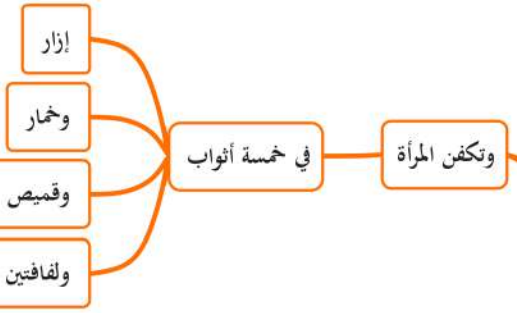 وتكفن المرأة
في خمسة أثواب
إزار
وخمار
وقميص
ولفافتين